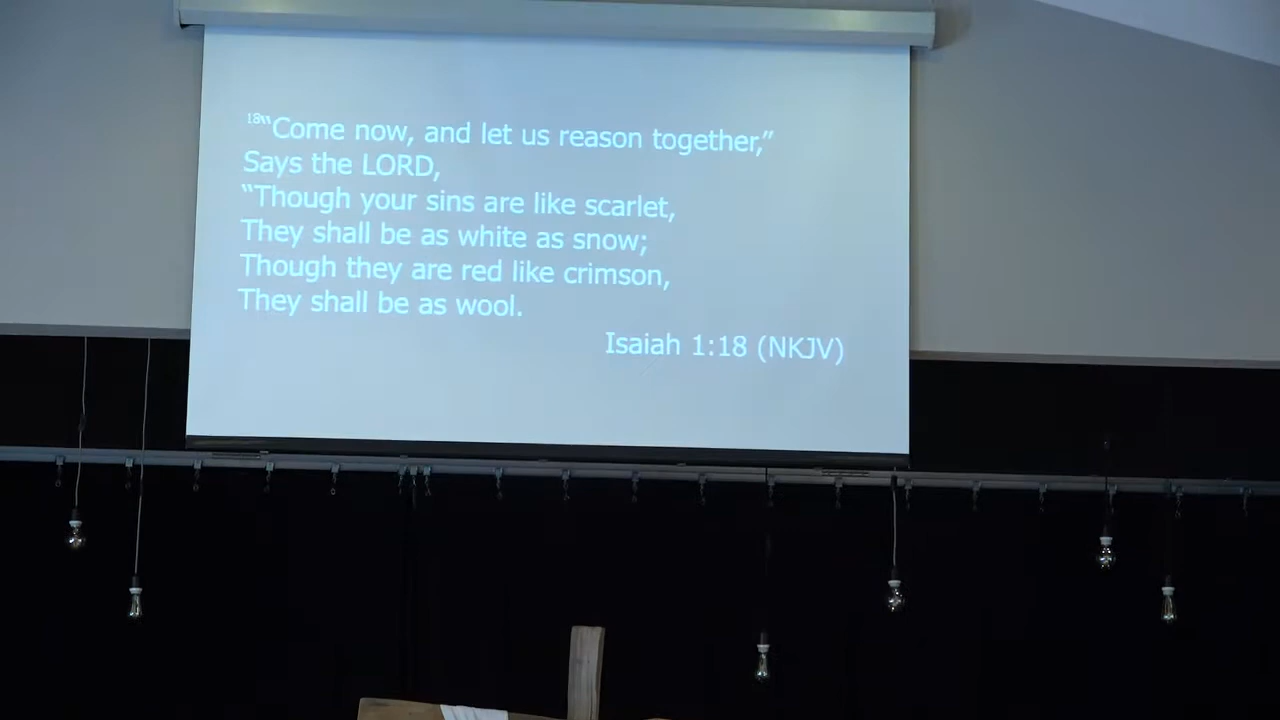 18“Come now, and let us reason together,”
Says the LORD,
“Though your sins are like scarlet,
They shall be as white as snow;
Though they are red like crimson,
They shall be as wool.
Isaiah 1:18 (NKJV)